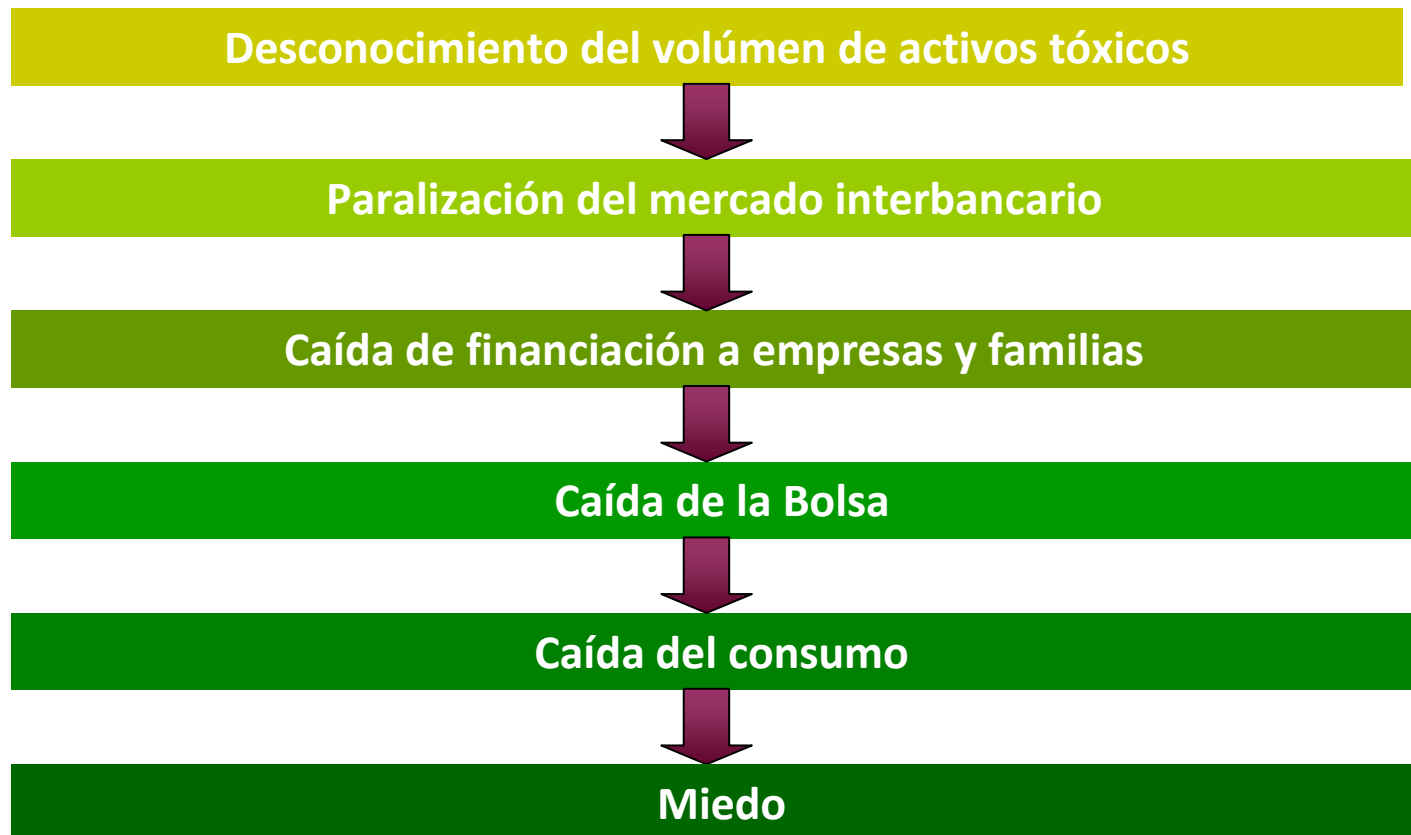 Desconocimiento del volúmen de activos tóxicos
Paralización del mercado interbancario
Caída de financiación a empresas y familias
Caída de la Bolsa
Caída del consumo
Miedo